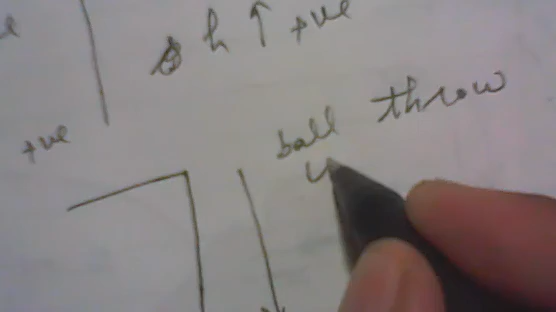 h ↑ +ve
+ve
ball throw